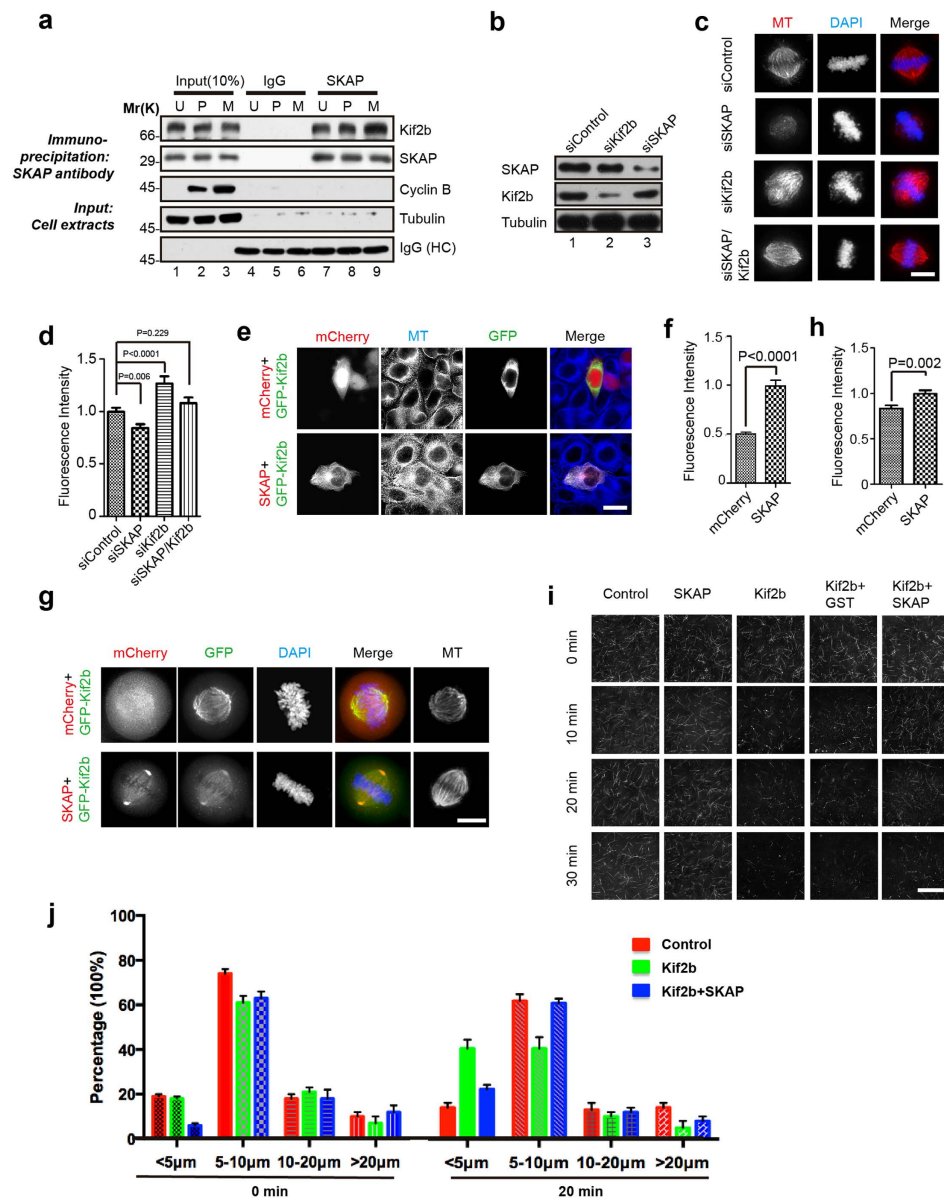 a
Input(10%) IgG SKAP
U P M U P M U P M
Mr(K)
Immuno-
precipitation:
SKAP antibody
Input:
Cell extracts
66-
29-
45-
45-
Kif2b
SKAP
Cyclin B
Tubulin
IgG (HC)
1 2 3 4 5 6 7 8 9
b
siControl
siKif2b
siSKAP
SKAP
Kif2b
Tubulin
1 2 3
c
MT DAPI Merge
siControl
siSKAP
siKif2b
siSKAP/
Kif2b
d
P=0.229
P<0.0001
P=0.006
Fluorescence Intensity
1.5
1.0
0.5
0
siControl
siSKAP
siKif2b
siSKAP/Kif2b
e
mCherry MT GFP Merge
mCherry+
GFP-Kif2b
SKAP+
GFP-Kif2b
f
P<0.0001
Fluorescence Intensity
1.5
1.0
0.5
0
mCherry
SKAP
h
P=0.002
Fluorescence Intensity
1.5
1.0
0.5
0
mCherry
SKAP
g
mCherry GFP DAPI Merge MT
mCherry+
GFP-Kif2b
SKAP+
GFP-Kif2b
i
Control SKAP Kif2b Kif2b+ Kif2b+
GST SKAP
0 min
10 min
20 min
30 min
j
Percentage (100%)
100
80
60
40
20
0
Control
Kif2b
Kif2b+SKAP
<5µm 5-10µm 10-20µm >20µm <5µm 5-10µm 10-20µm >20µm
0 min 20 min